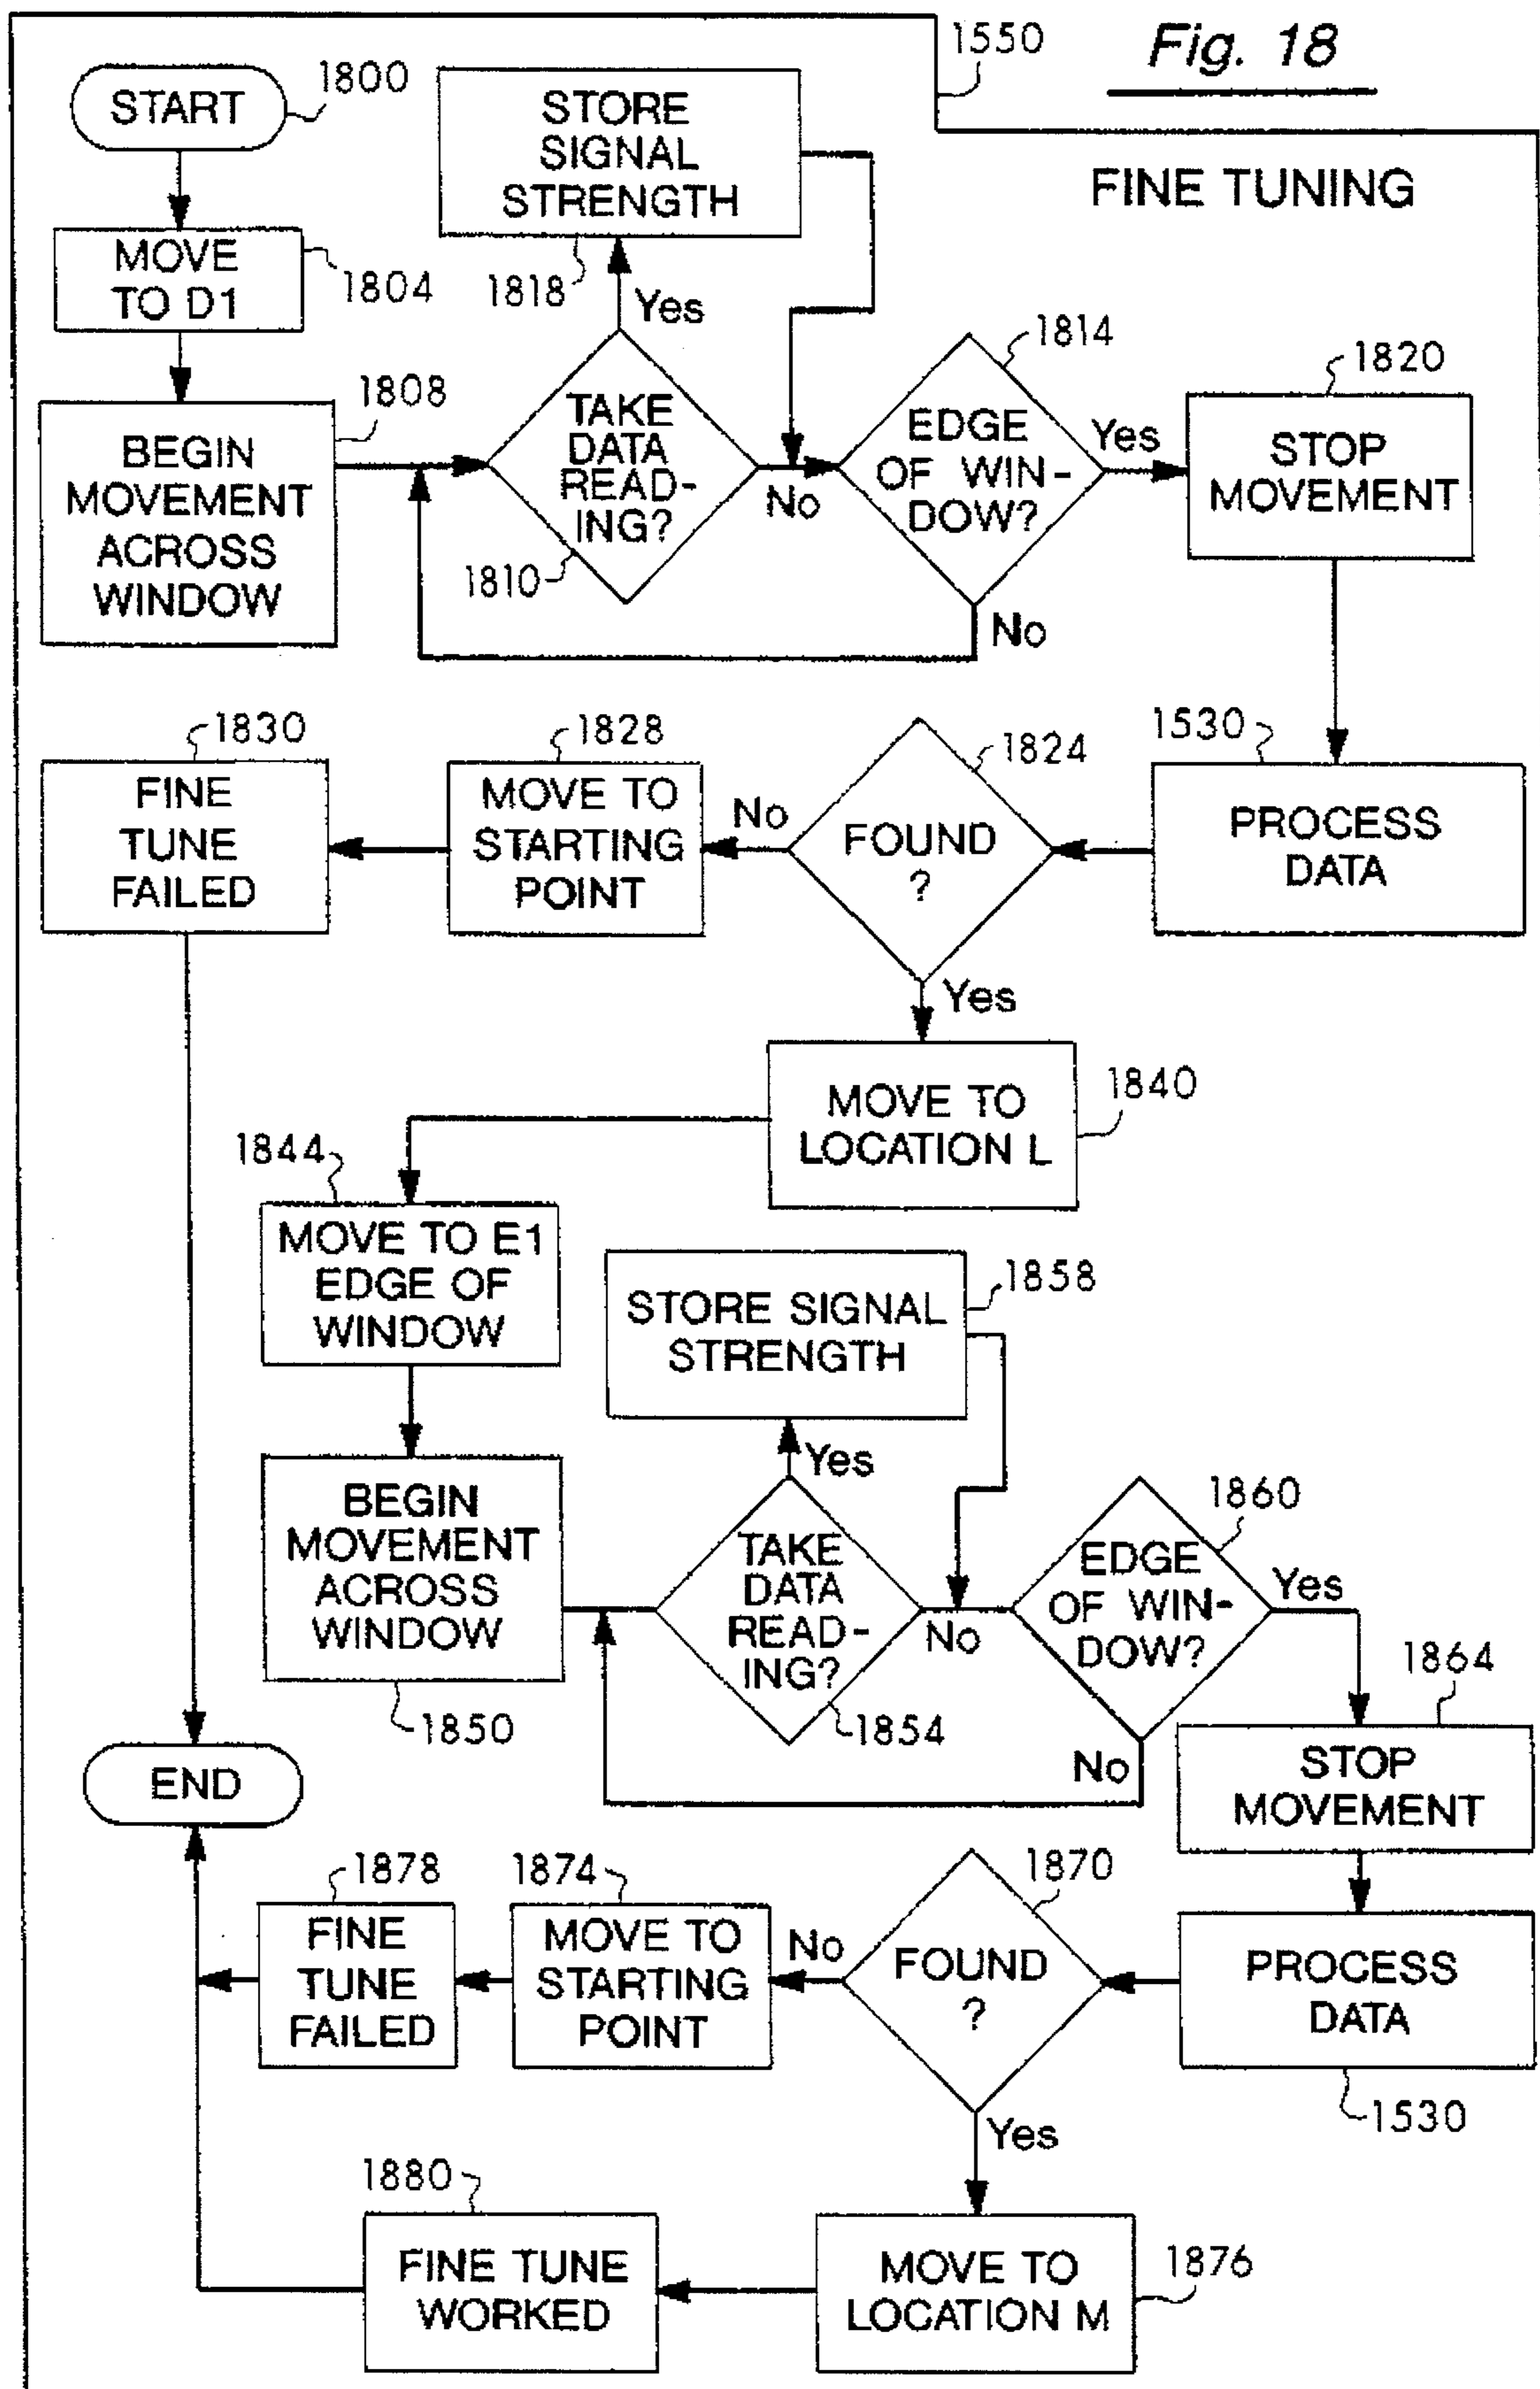 Fig. 18
1550
FINE TUNING
START
1800
MOVE
TO D1
1804
BEGIN
MOVEMENT
ACROSS
WINDOW
1808
STORE
SIGNAL
STRENGTH
1818
Yes
TAKE
DATA
READ-
ING?
1810
No
EDGE
OF WIN-
DOW?
1814
Yes
No
STOP
MOVEMENT
1820
PROCESS
DATA
1530
FOUND
?
1824
No
MOVE TO
STARTING
POINT
1828
FINE
TUNE
FAILED
1830
Yes
MOVE TO
LOCATION L
1840
MOVE TO E1
EDGE OF
WINDOW
1844
BEGIN
MOVEMENT
ACROSS
WINDOW
1850
STORE SIGNAL
STRENGTH
1858
Yes
TAKE
DATA
READ-
ING?
1854
No
EDGE
OF WIN-
DOW?
1860
Yes
No
STOP
MOVEMENT
1864
PROCESS
DATA
1530
FOUND
?
1870
No
MOVE TO
STARTING
POINT
1874
FINE
TUNE
FAILED
1878
END
Yes
MOVE TO
LOCATION M
1876
FINE TUNE
WORKED
1880